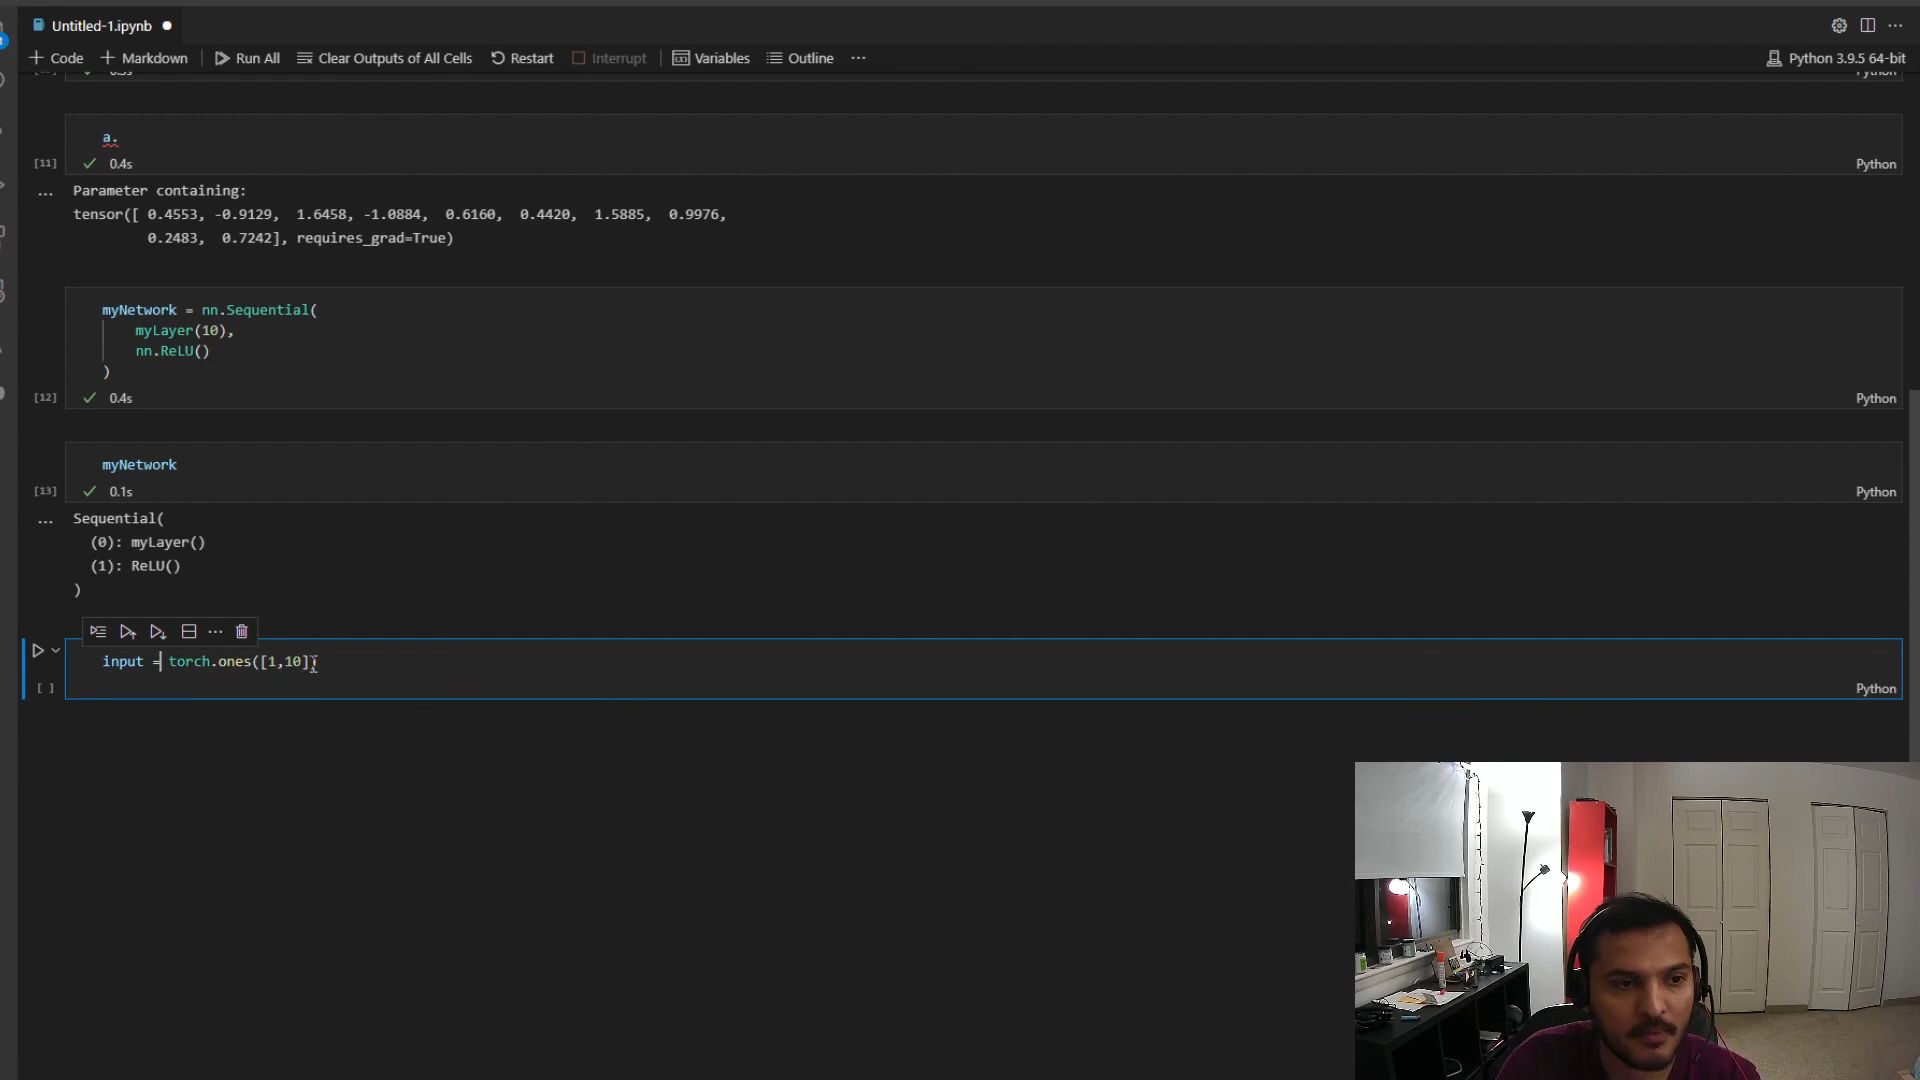 Untitled-1.ipynb
Code Markdown Run All Clear Outputs of All Cells Restart Interrupt Variables Outline ... Python 3.9.5 64-bit
a.
[11] 0.4s Python
... Parameter containing:
tensor([ 0.4553, -0.9129, 1.6458, -1.0884, 0.6160, 0.4420, 1.5885, 0.9976,
0.2483, 0.7242], requires_grad=True)
myNetwork = nn.Sequential(
myLayer(10),
nn.ReLU()
)
[12] 0.4s Python
myNetwork
[13] 0.1s Python
... Sequential(
(0): myLayer()
(1): ReLU()
)
input = torch.ones([1,10])
[ ] Python